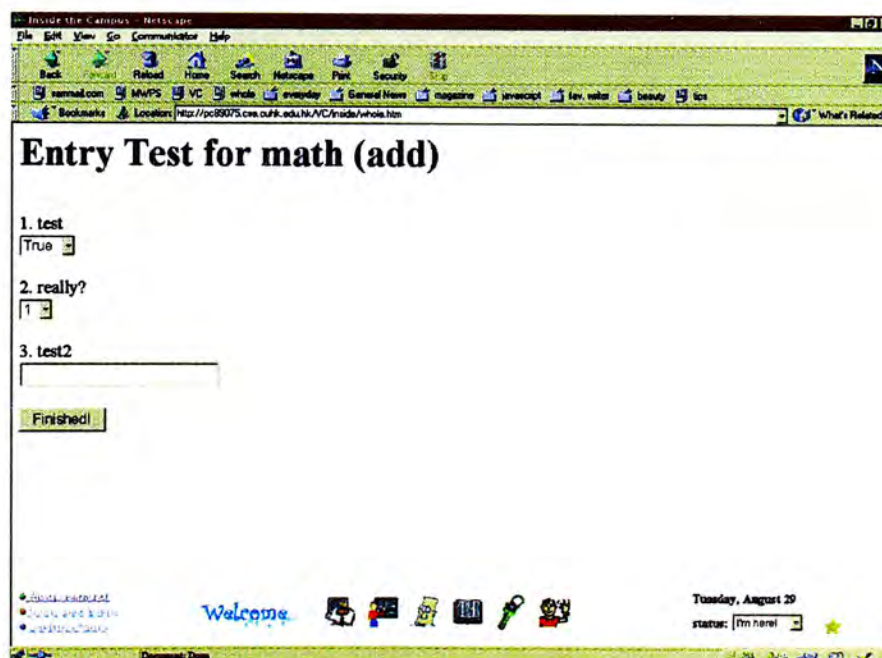 Inside the Campus - Netscape
File Edit View Go Communicator Help
Back Forward Reload Home Search Netscape Print Security Stop
sammail.com MWPS VC whole everyday General News magazine javascript fav. writer beauty tips
Bookmarks Location: http://pc89075.cse.cuhk.edu.hk/VC/inside/whole.htm What's Related
Entry Test for math (add)
1. test
True
2. really?
1
3. test2
Finished!
Welcome
Tuesday, August 29
status: I'm here!
Document: Done